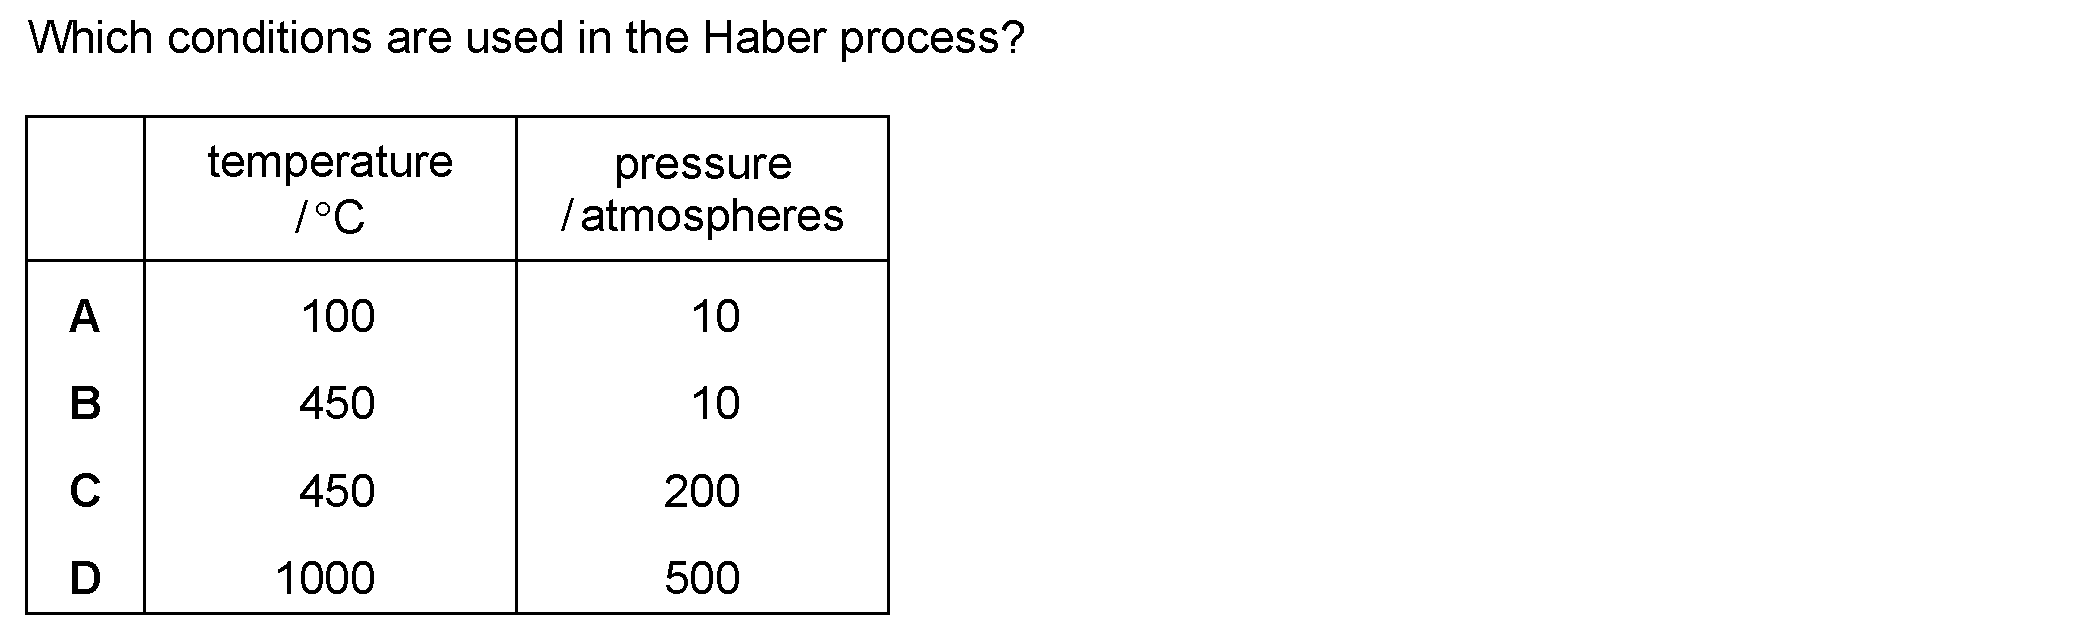 Which conditions are used in the Haber process?
temperature
/°C
pressure
/atmospheres
A 100 10
B 450 10
C 450 200
D 1000 500